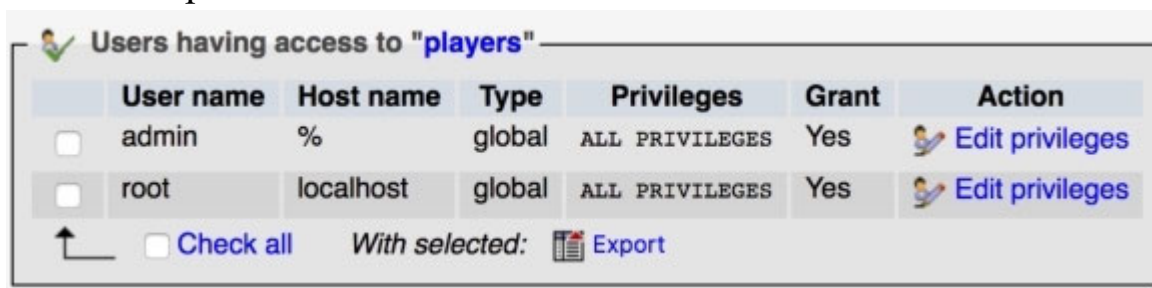 Users having access to "players"
User name Host name Type Privileges Grant Action
admin % global ALL PRIVILEGES Yes Edit privileges
root localhost global ALL PRIVILEGES Yes Edit privileges
Check all With selected: Export